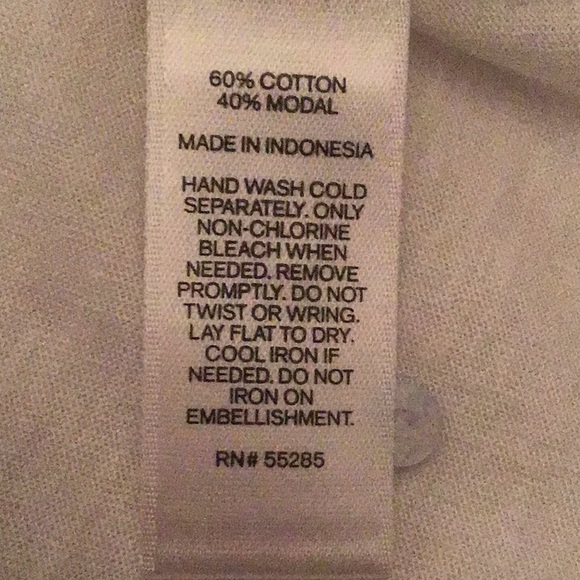 60% COTTON
40% MODAL
MADE IN INDONESIA
HAND WASH COLD
SEPARATELY. ONLY
NON-CHLORINE
BLEACH WHEN
NEEDED. REMOVE
PROMPTLY. DO NOT
TWIST OR WRING.
LAY FLAT TO DRY.
COOL IRON IF
NEEDED. DO NOT
IRON ON
EMBELLISHMENT.
RN# 55285